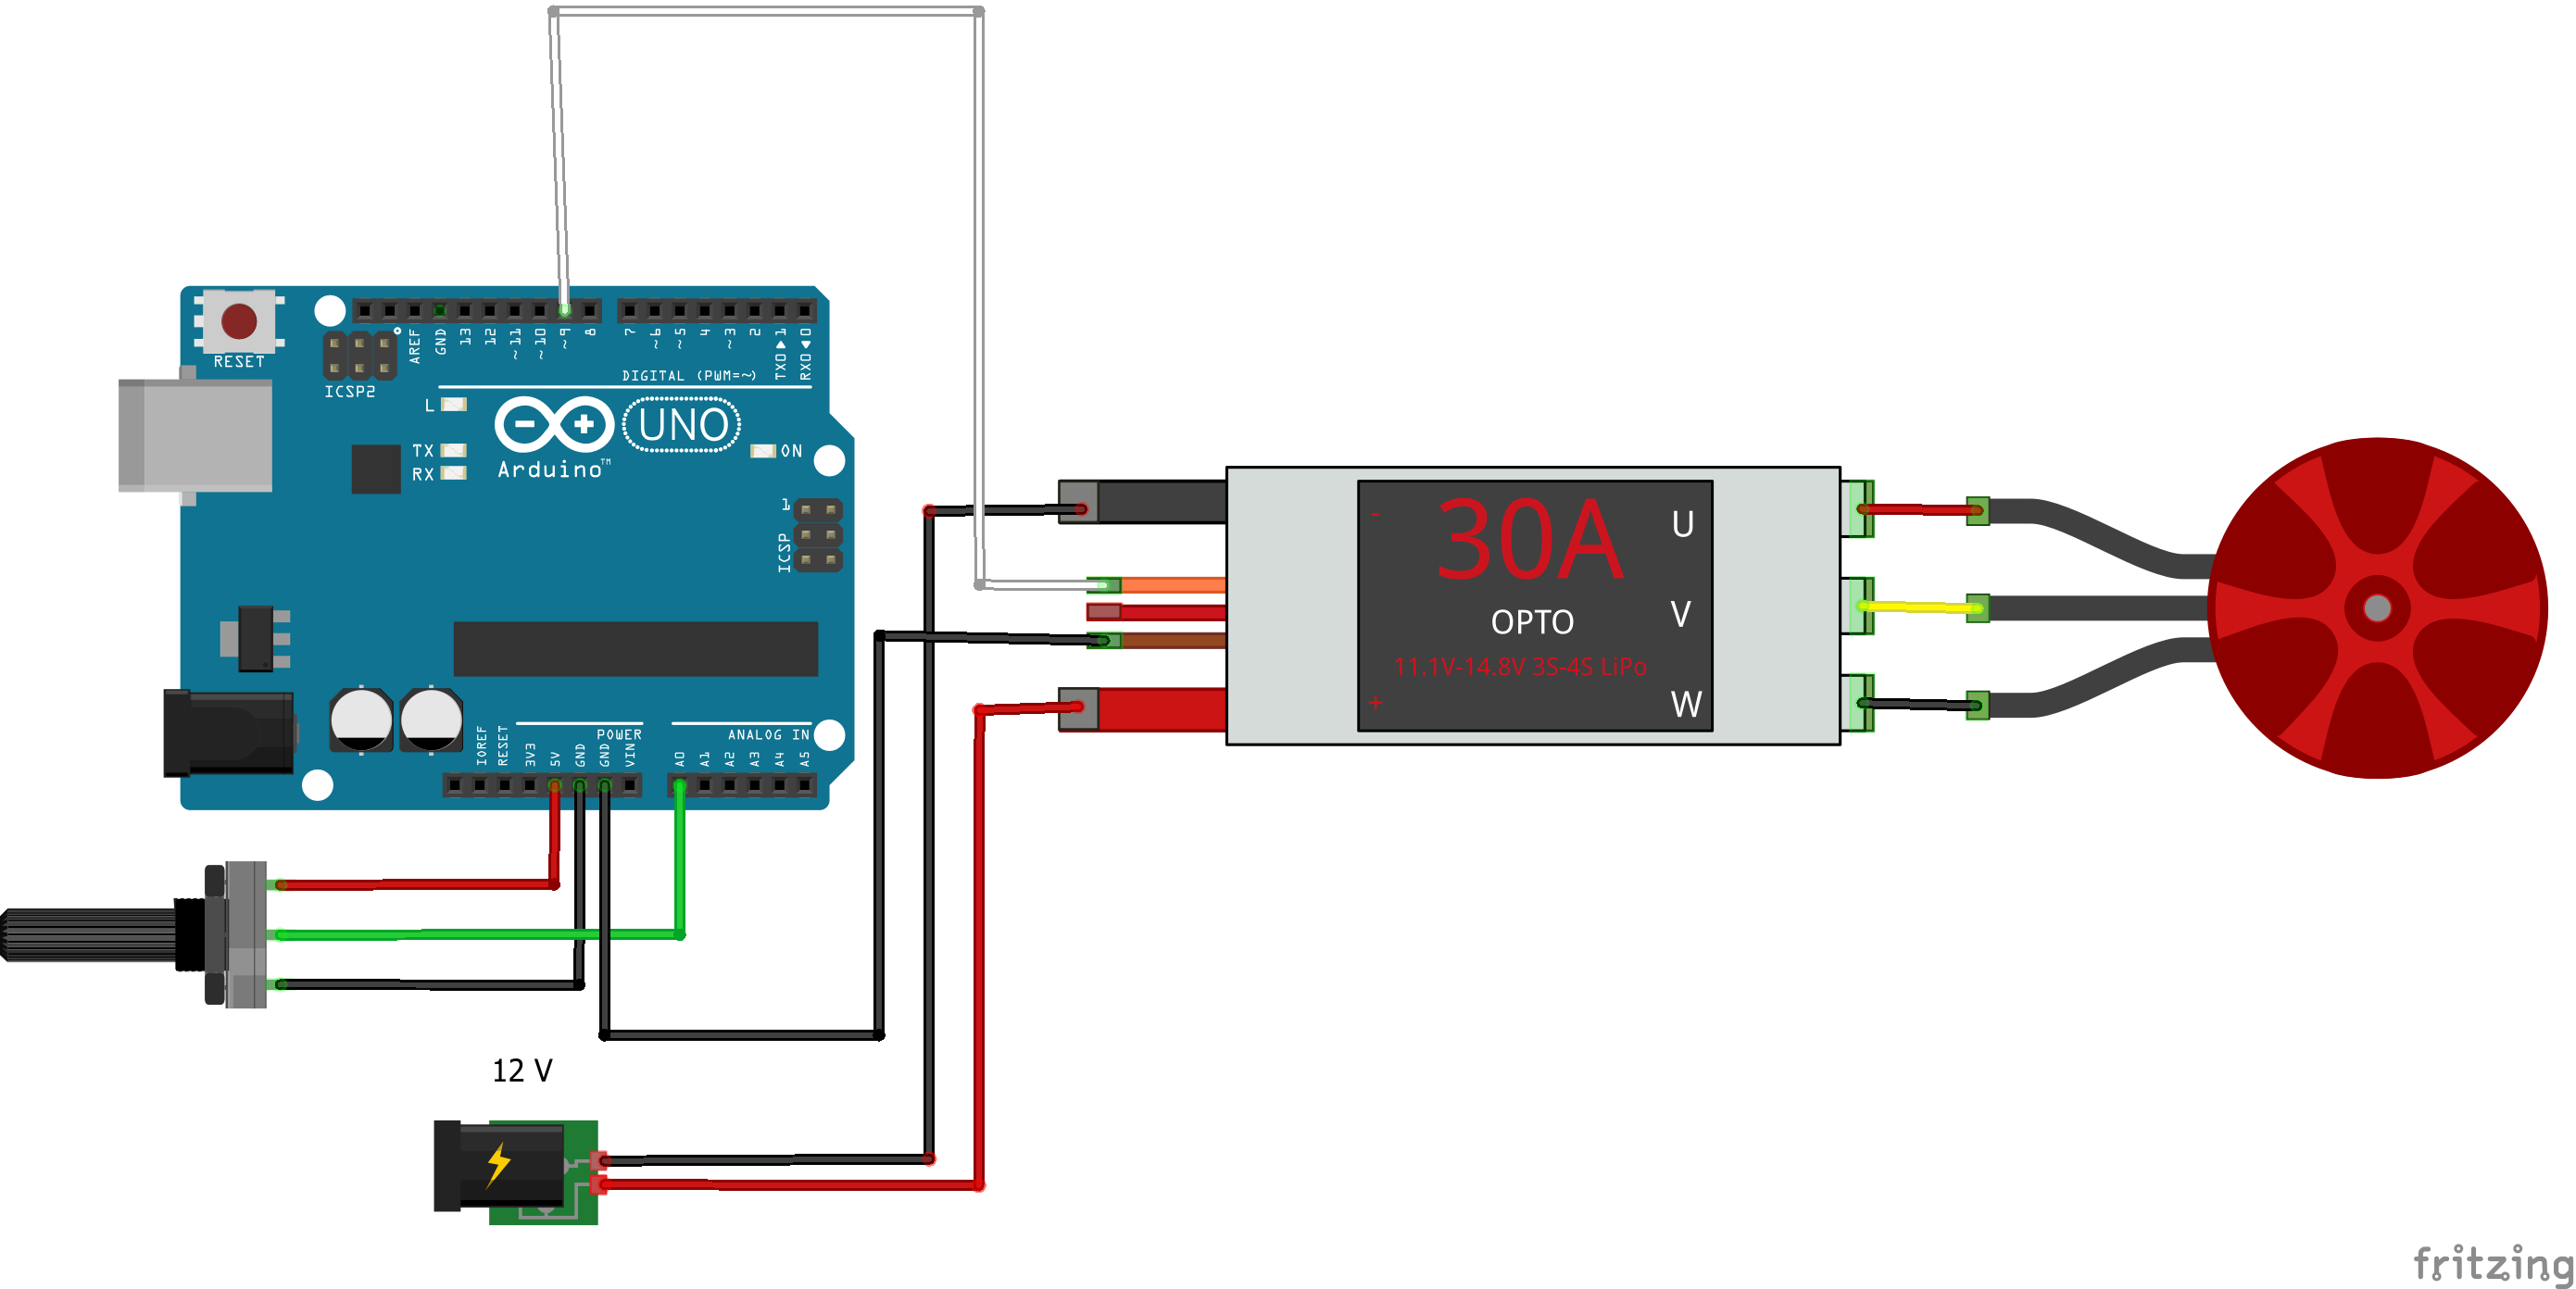 RESET
ICSP2
AREF
GND
13
12
~11
~10
~9
8
7
~6
~5
4
~3
2
TX0▶1
RX0◀0
DIGITAL (PWM=~)
L
TX
RX
UNO
Arduino™
ON
1
ICSP
IOREF
RESET
3V3
5V
GND
GND
VIN
POWER
ANALOG IN
A0
A1
A2
A3
A4
A5
12 V
-
30A
OPTO
11.1V-14.8V 3S-4S LiPo
+
U
V
W
fritzing